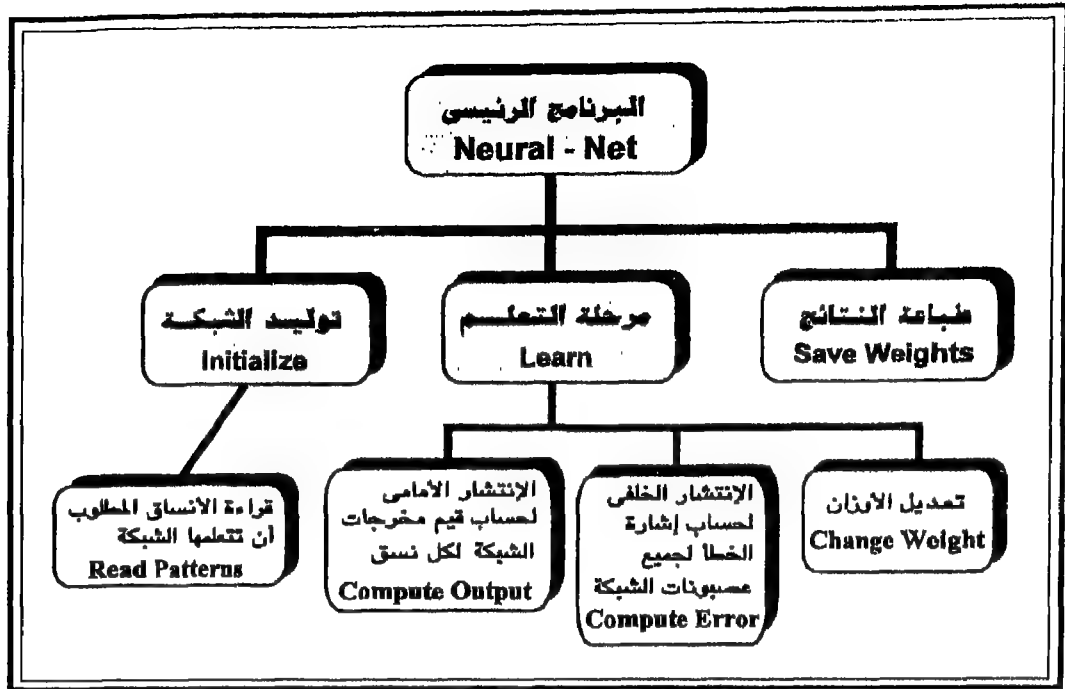 البرنامج الرئيسى
Neural - Net
توليد الشبكة
Initialize
مرحلة التعلم
Learn
طباعة النتائج
Save Weights
قراءة الأنساق المطلوب
أن تتعلمها الشبكة
Read Patterns
الإنتشار الأمامى
لحساب قيم مخرجات
الشبكة لكل نسق
Compute Output
الإنتشار الخلفى
لحساب إشارة
الخطأ لجميع
عصبونات الشبكة
Compute Error
تعديل الأوزان
Change Weight